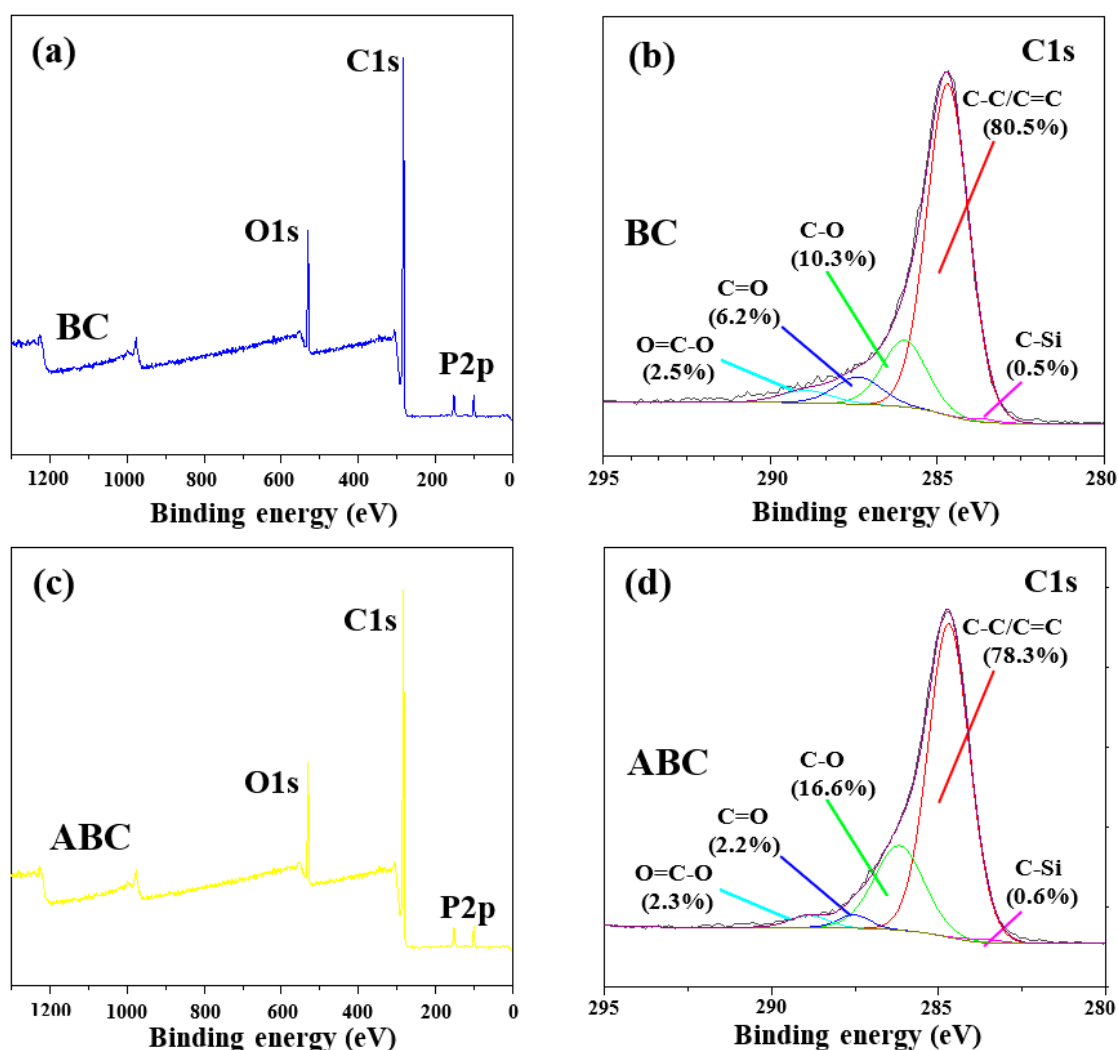 (a)
C1s
O1s
BC
P2p
1200 1000 800 600 400 200 0
Binding energy (eV)
(b)
C1s
C-C/C=C
(80.5%)
BC
C-O
(10.3%)
C=O
(6.2%)
O=C-O
(2.5%)
C-Si
(0.5%)
295 290 285 280
Binding energy (eV)
(c)
C1s
O1s
ABC
P2p
1200 1000 800 600 400 200 0
Binding energy (eV)
(d)
C1s
C-C/C=C
(78.3%)
ABC
C-O
(16.6%)
C=O
(2.2%)
O=C-O
(2.3%)
C-Si
(0.6%)
295 290 285 280
Binding energy (eV)